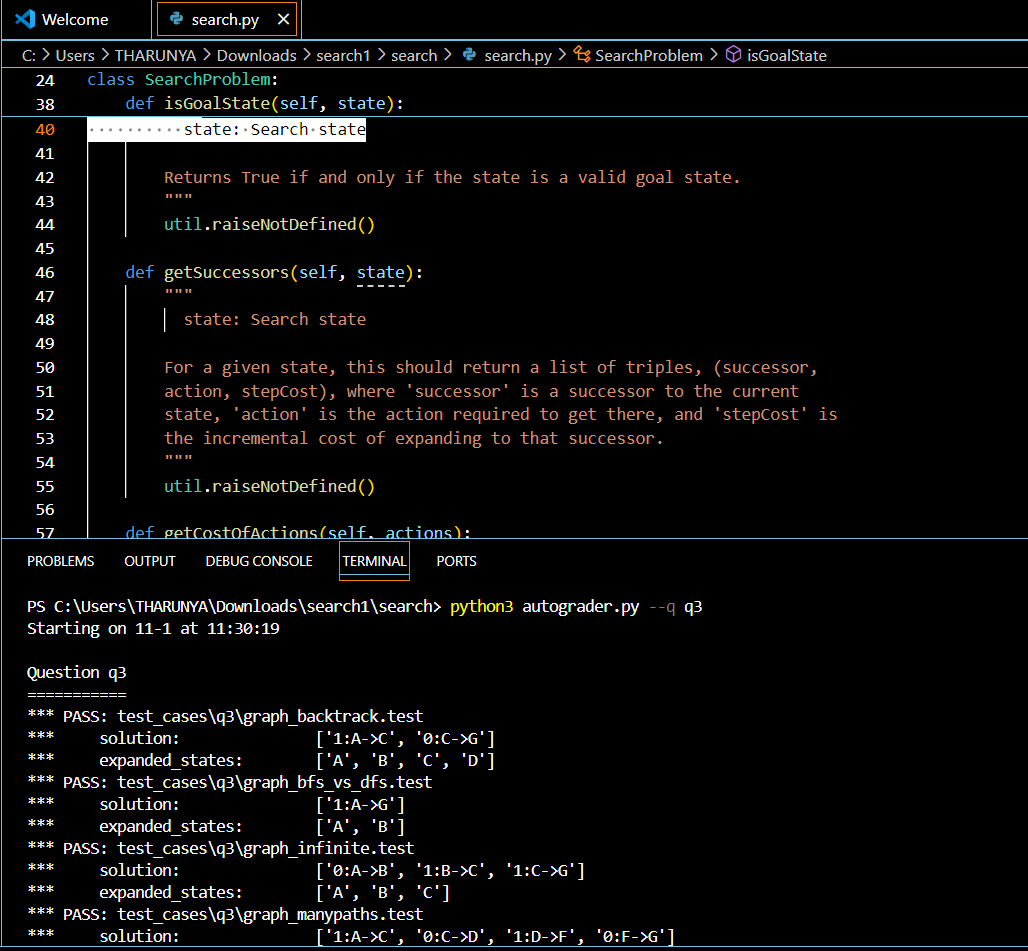 Welcome search.py ×
C: > Users > THARUNYA > Downloads > search1 > search > search.py > SearchProblem > isGoalState
24 class SearchProblem:
38 def isGoalState(self, state):
40 ··········state:·Search·state
41
42 Returns True if and only if the state is a valid goal state.
43 """
44 util.raiseNotDefined()
45
46 def getSuccessors(self, state):
47 """
48 state: Search state
49
50 For a given state, this should return a list of triples, (successor,
51 action, stepCost), where 'successor' is a successor to the current
52 state, 'action' is the action required to get there, and 'stepCost' is
53 the incremental cost of expanding to that successor.
54 """
55 util.raiseNotDefined()
56
57 def getCostOfActions(self, actions):
PROBLEMS OUTPUT DEBUG CONSOLE TERMINAL PORTS
PS C:\Users\THARUNYA\Downloads\search1\search> python3 autograder.py --q q3
Starting on 11-1 at 11:30:19
Question q3
===========
*** PASS: test_cases\q3\graph_backtrack.test
*** solution: ['1:A->C', '0:C->G']
*** expanded_states: ['A', 'B', 'C', 'D']
*** PASS: test_cases\q3\graph_bfs_vs_dfs.test
*** solution: ['1:A->G']
*** expanded_states: ['A', 'B']
*** PASS: test_cases\q3\graph_infinite.test
*** solution: ['0:A->B', '1:B->C', '1:C->G']
*** expanded_states: ['A', 'B', 'C']
*** PASS: test_cases\q3\graph_manypaths.test
*** solution: ['1:A->C', '0:C->D', '1:D->F', '0:F->G']